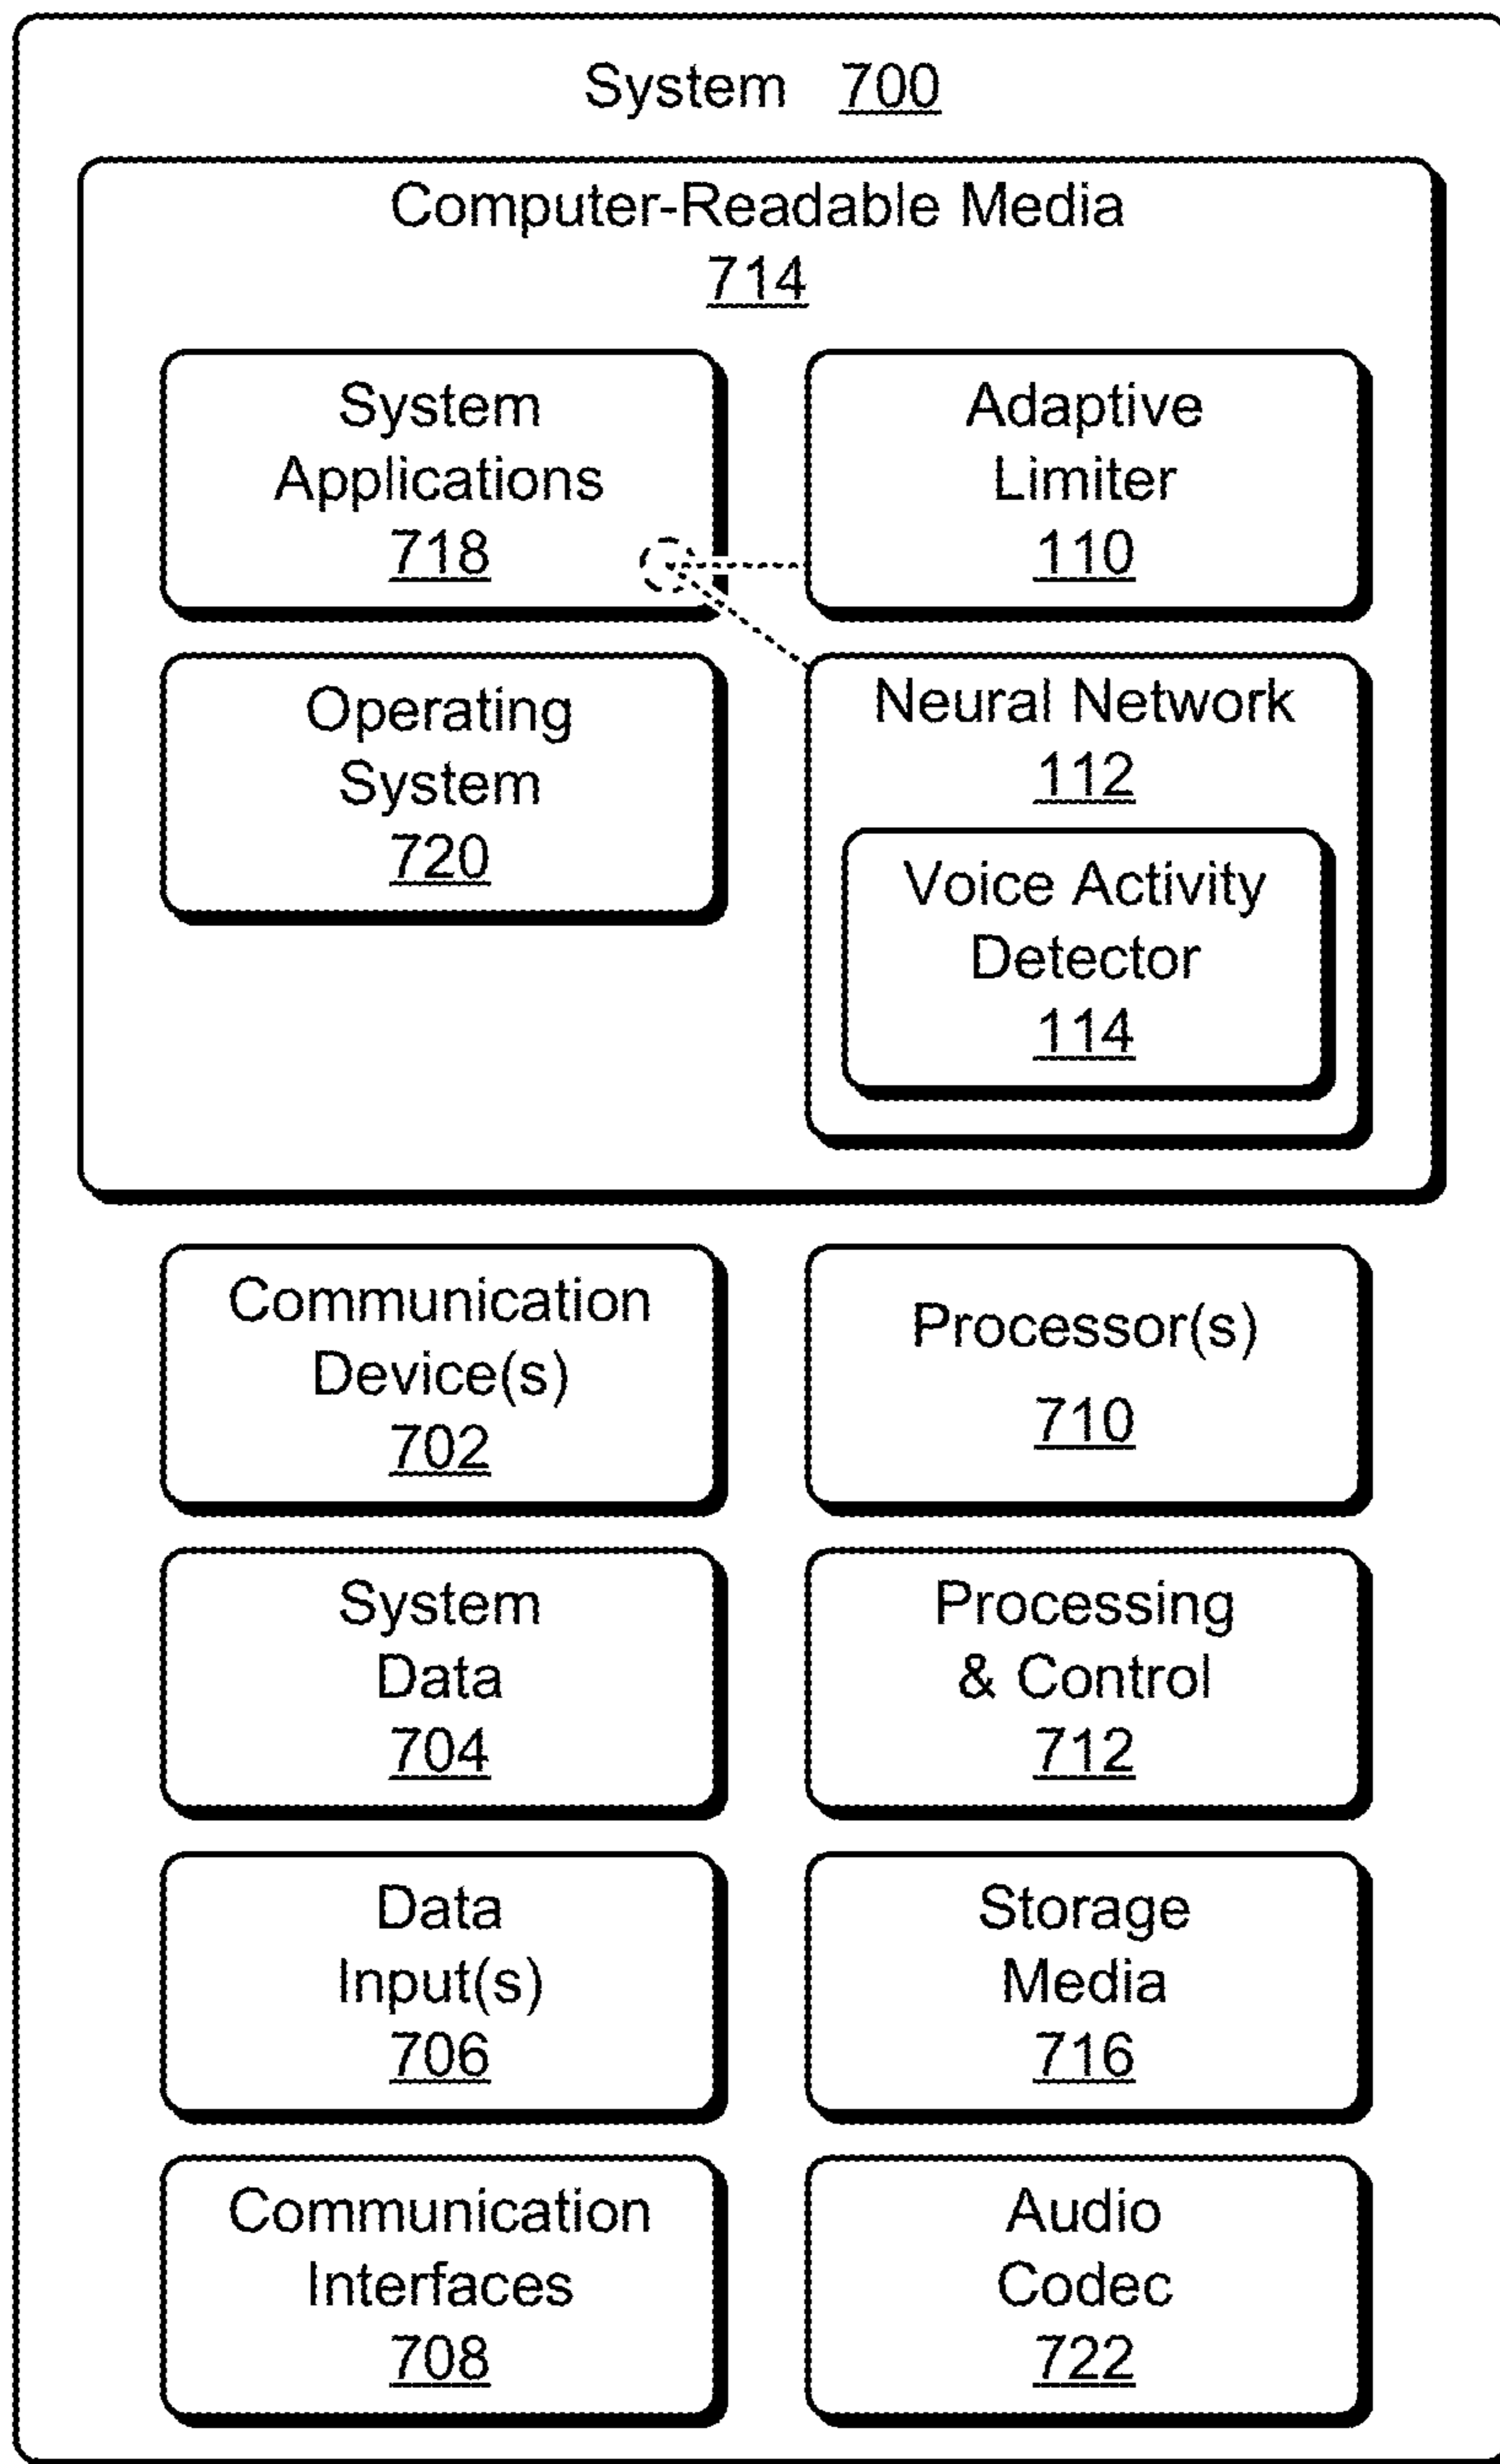 System 700
Computer-Readable Media
714
System
Applications
718
Adaptive
Limiter
110
Operating
System
720
Neural Network
112
Voice Activity
Detector
114
Communication
Device(s)
702
Processor(s)
710
System
Data
704
Processing
& Control
712
Data
Input(s)
706
Storage
Media
716
Communication
Interfaces
708
Audio
Codec
722